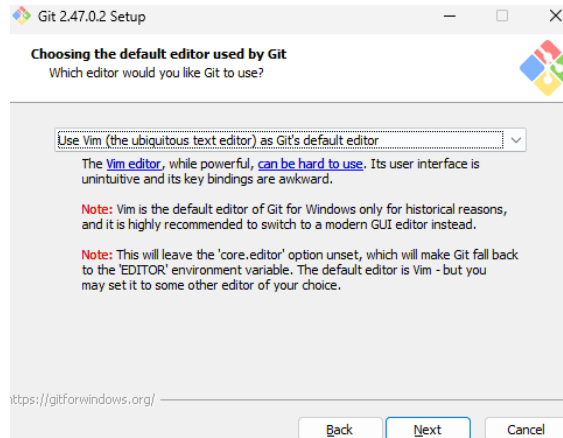 Git 2.47.0.2 Setup
Choosing the default editor used by Git
Which editor would you like Git to use?
Use Vim (the ubiquitous text editor) as Git's default editor
The Vim editor, while powerful, can be hard to use. Its user interface is
unintuitive and its key bindings are awkward.
Note: Vim is the default editor of Git for Windows only for historical reasons,
and it is highly recommended to switch to a modern GUI editor instead.
Note: This will leave the 'core.editor' option unset, which will make Git fall back
to the 'EDITOR' environment variable. The default editor is Vim - but you
may set it to some other editor of your choice.
https://gitforwindows.org/
Back Next Cancel